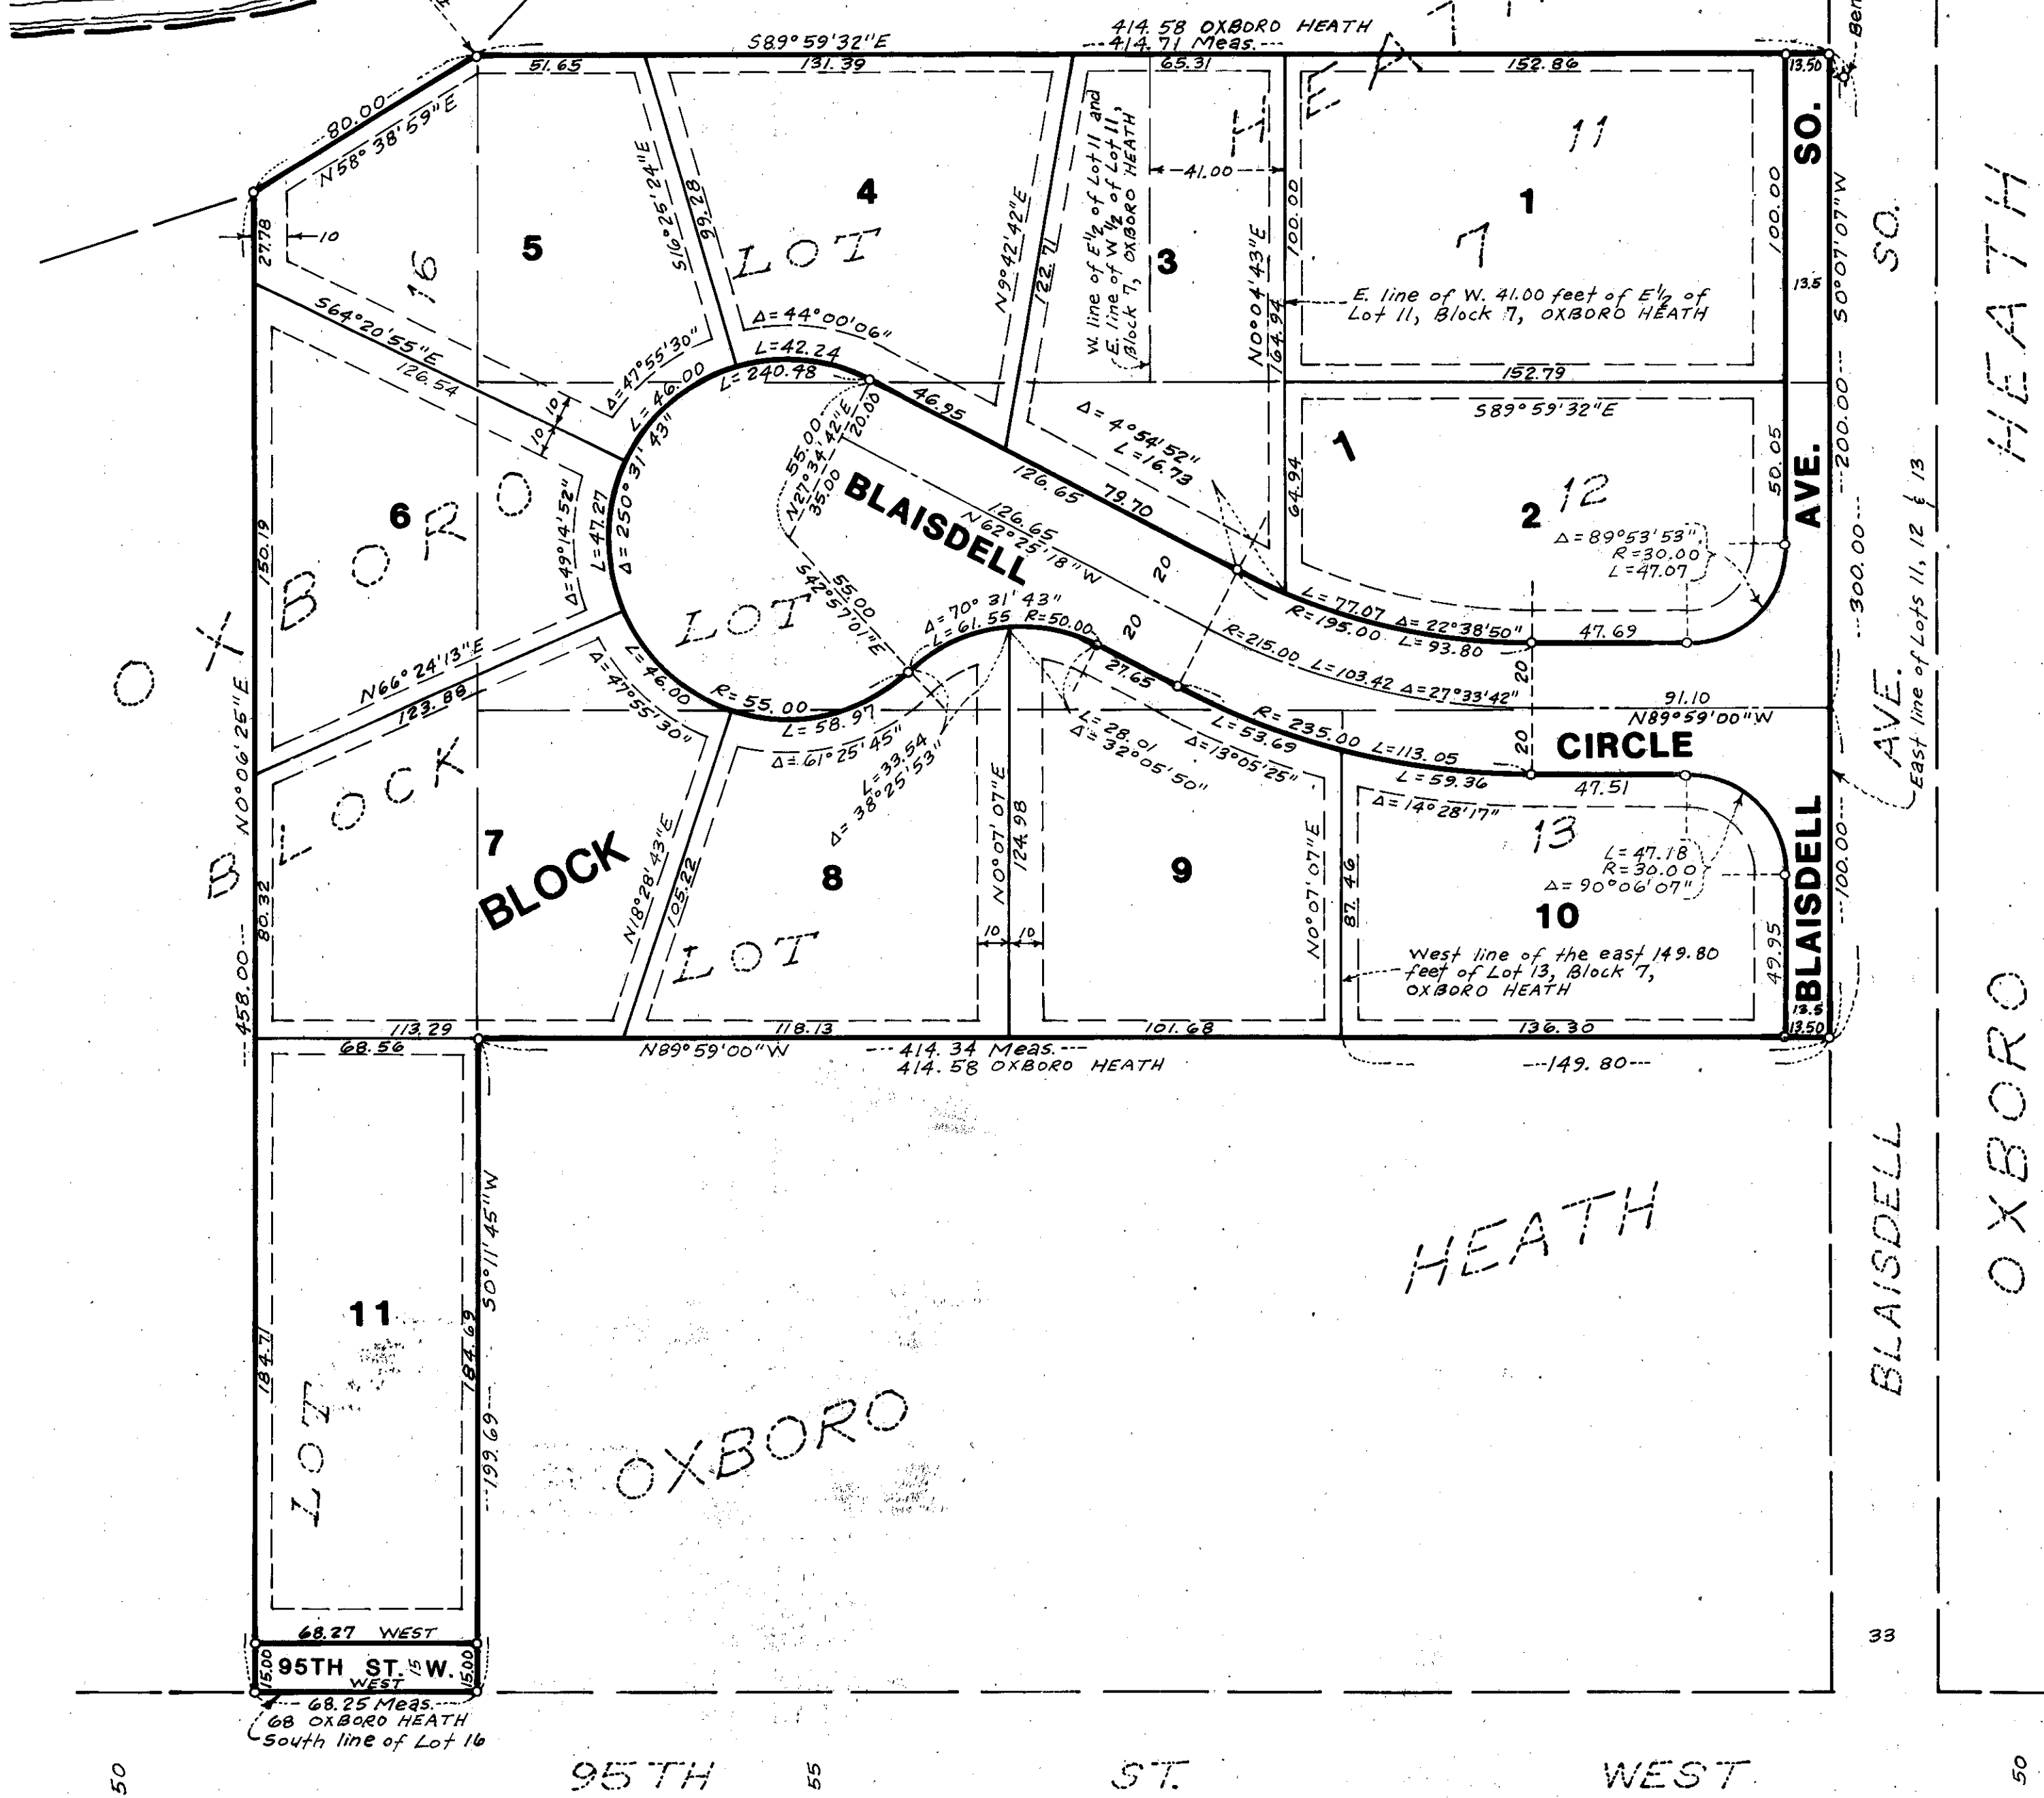 414.58 OXBORO HEATH
---414.71 Meas.---
S89°59'32"E
51.65
131.39
65.31
152.86
13.50
80.00
N58°38'59"E
27.78
10
16
5
S16°25'24"E
99.28
4
LOT
N9°42'42"E
122.71
W. line of E½ of Lot 11 and
E. line of W ½ of Lot 11,
Block 7, OXBORO HEATH
41.00
3
N0°04'43"E
164.94
100.00
1
11
7
E. line of W. 41.00 feet of E½ of
Lot 11, Block 7, OXBORO HEATH
100.00
SO.
13.5
S0°07'07"W
---200.00---
SO.
HEATH
S64°20'55"E
126.54
Δ=47°55'30"
L=46.00
Δ=44°00'06"
L=42.24
L=240.48
46.95
152.79
S89°59'32"E
10
10
55.00
N27°34'42"E
35.00
20.00
Δ=4°54'52"
L=16.73
126.65
79.70
64.94
1
2
12
50.05
AVE.
Δ=89°53'53"
R=30.00
L=47.07
6
150.19
Δ=49°14'52"
L=47.27
Δ=250°31'43"
BLAISDELL
126.65
N62°25'18"W
20
20
LOT
55.00
S42°57'01"E
Δ=70°31'43"
L=61.55 R=50.00
27.65
L=77.07 Δ=22°38'50"
R=195.00 L=93.80
47.69
R=215.00 L=103.42 Δ=27°33'42"
20
20
91.10
N89°59'00"W
CIRCLE
---300.00---
AVE.
East line of Lots 11, 12 & 13
OXBORO
BLOCK
N0°06'25"E
N66°24'13"E
123.88
L=46.00
Δ=47°55'30"
R=55.00
L=58.97
Δ=61°25'45"
L=33.54
Δ=38°25'53"
L=28.01
Δ=32°05'50"
R=235.00 L=113.05
L=53.69
Δ=13°05'25"
L=59.36
Δ=14°28'17"
47.51
13
L=47.18
R=30.00
Δ=90°06'07"
7
BLOCK
N18°28'43"E
105.22
8
LOT
N0°07'07"E
124.98
10
10
9
N0°07'07"E
87.46
10
West line of the east 149.80
feet of Lot 13, Block 7,
OXBORO HEATH
49.95
BLAISDELL
13.5
13.50
---100.00---
80.32
---458.00---
113.29
118.13
101.68
136.30
68.56
N89°59'00"W
---414.34 Meas.---
414.58 OXBORO HEATH
---149.80---
S0°11'45"W
184.69
---199.69---
184.71
11
LOT
OXBORO
HEATH
BLAISDELL
OXBORO
33
68.27 WEST
15.00
95TH ST. W.
15
15.00
WEST
68.25 Meas.
68 OXBORO HEATH
South line of Lot 16
50
95TH
55
ST.
WEST
50